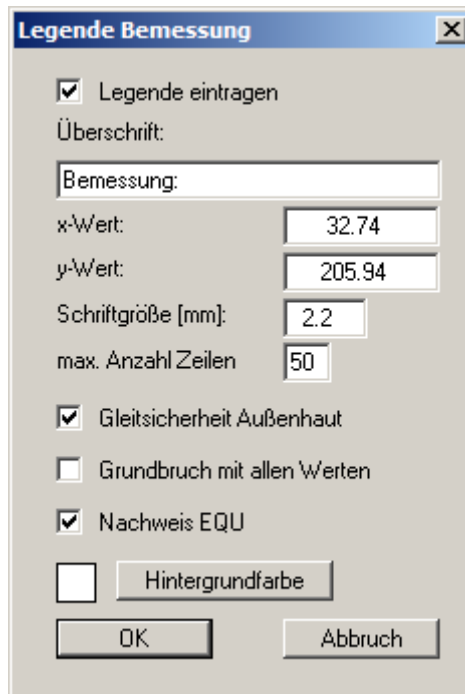 Legende Bemessung
Legende eintragen
Überschrift:
Bemessung:
x-Wert: 32.74
y-Wert: 205.94
Schriftgröße [mm]: 2.2
max. Anzahl Zeilen 50
Gleitsicherheit Außenhaut
Grundbruch mit allen Werten
Nachweis EQU
Hintergrundfarbe
OK Abbruch